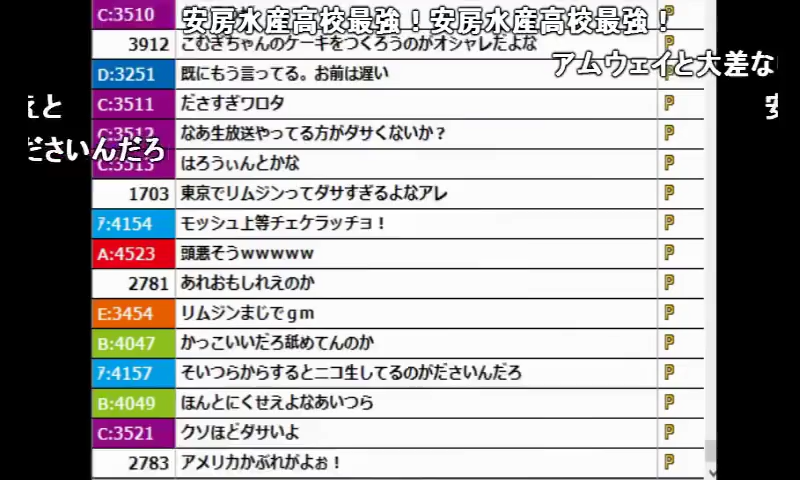 C:3510 安房水産高校最強！安房水産高校最強！ P
3912 こむぎちゃんのケーキをつくろうのがオシャレだよな
アムウェイと大差な
D:3251 既にもう言ってる。お前は遅い P
C:3511 ださすぎワロタ P
えと
C:3512 なあ生放送やってる方がダサくないか？ P
ださいんだろ
C:3513 はろうぃんとかな P
1703 東京でリムジンってダサすぎるよなアレ P
ｱ:4154 モッシュ上等チェケラッチョ！ P
A:4523 頭悪そうｗｗｗｗｗ P
2781 あれおもしれえのか P
E:3454 リムジンまじでｇｍ P
B:4047 かっこいいだろ舐めてんのか P
ｱ:4157 そいつらからするとニコ生してるのがださいんだろ P
B:4049 ほんとにくせえよなあいつら P
C:3521 クソほどダサいよ P
2783 アメリカかぶれがよぉ！ P